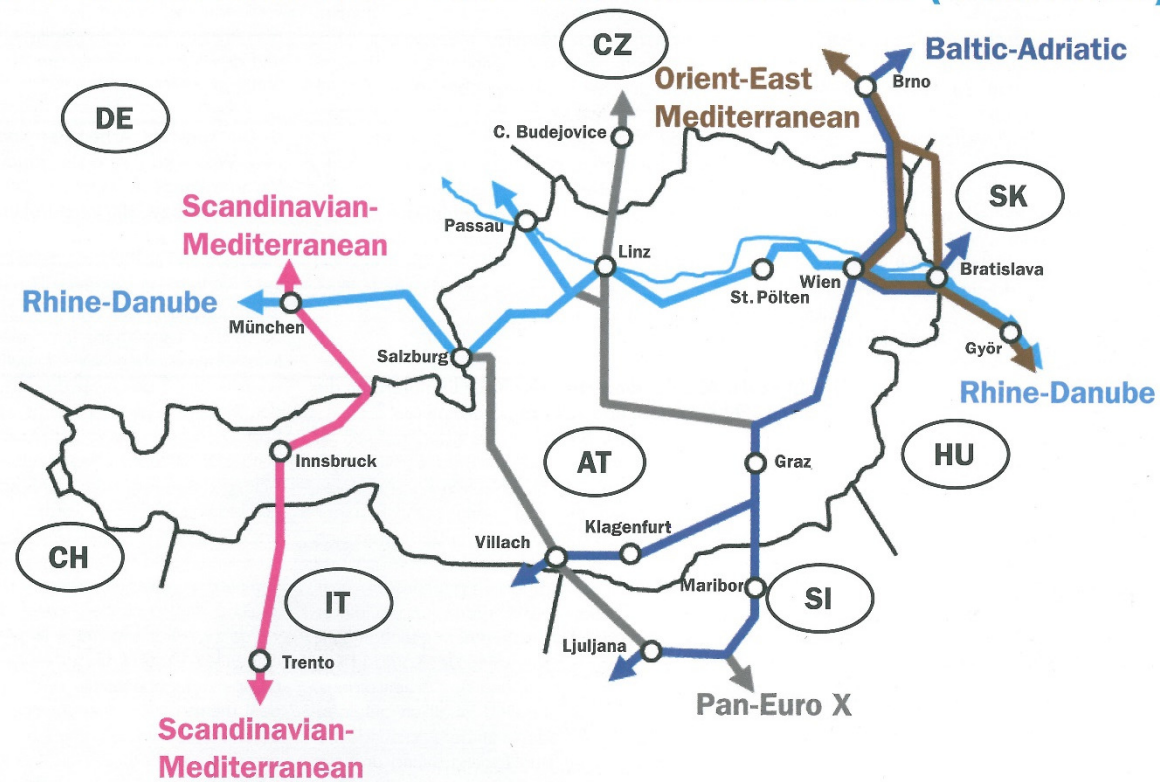 CZ
Baltic-Adriatic
Orient-East
Mediterranean
Brno
DE
C. Budejovice
SK
Scandinavian-
Mediterranean
Passau
Linz
Wien
Bratislava
St. Pölten
Rhine-Danube
München
Salzburg
Györ
Rhine-Danube
AT
HU
Innsbruck
Graz
Klagenfurt
Villach
CH
IT
Maribor
SI
Ljuljana
Trento
Pan-Euro X
Scandinavian-
Mediterranean